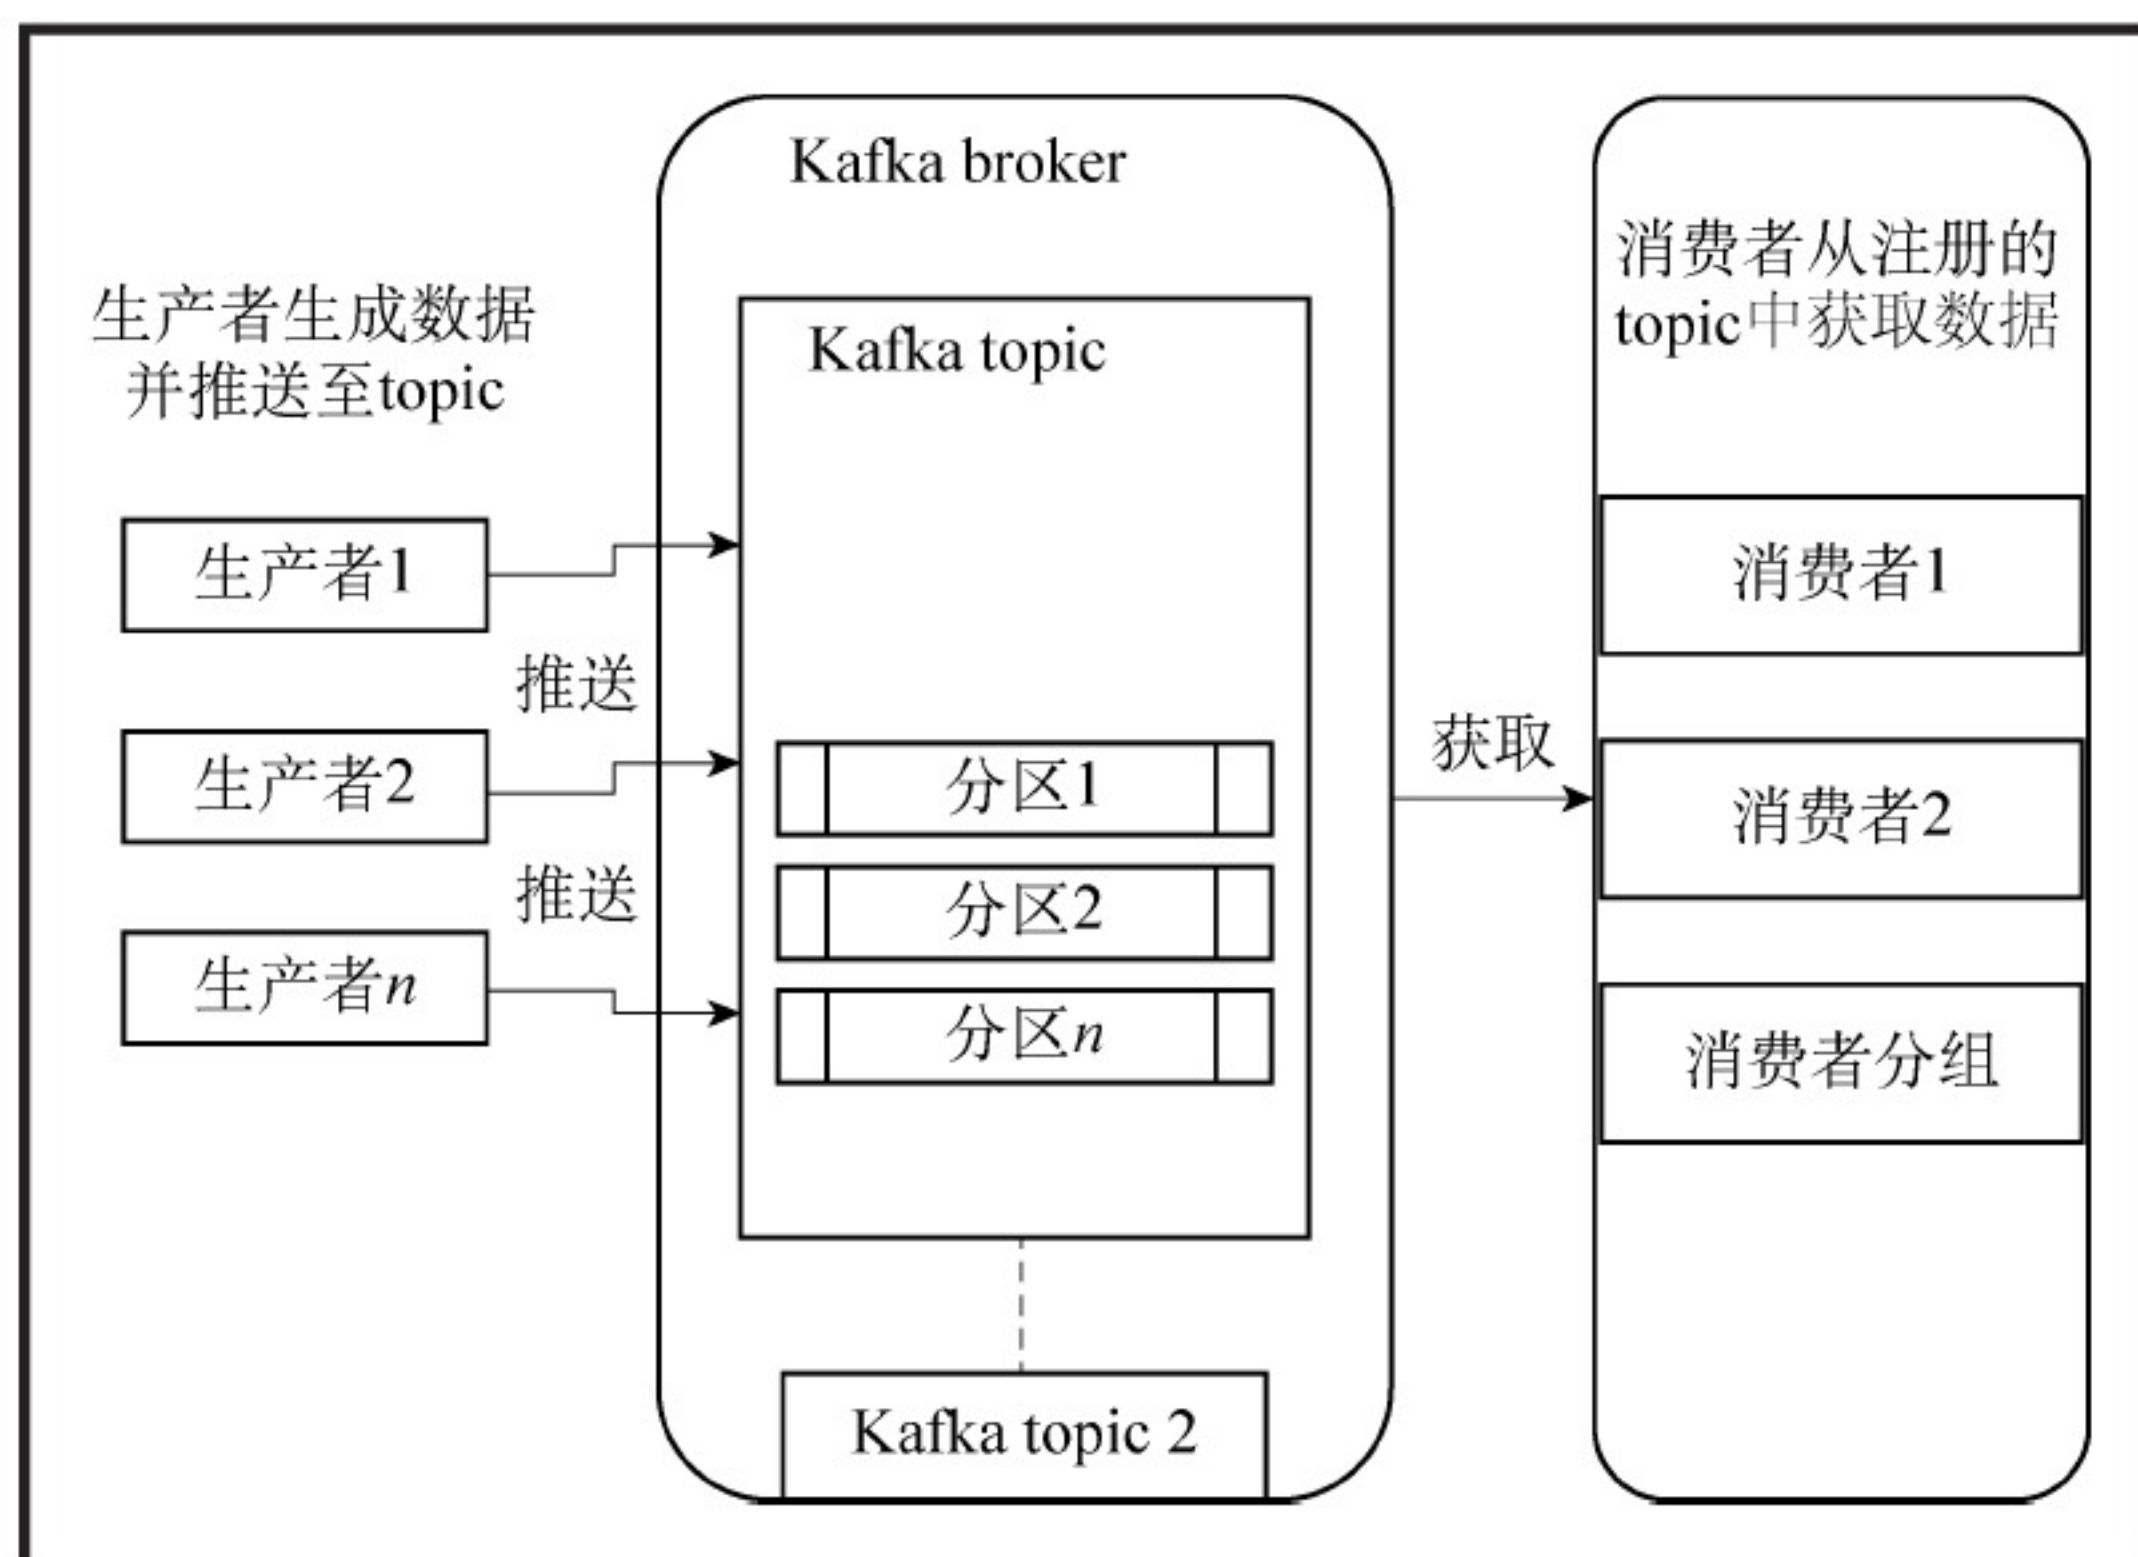 生产者生成数据
并推送至topic
生产者1
推送
生产者2
推送
生产者n
Kafka broker
Kafka topic
分区1
分区2
分区n
Kafka topic 2
获取
消费者从注册的
topic中获取数据
消费者1
消费者2
消费者分组